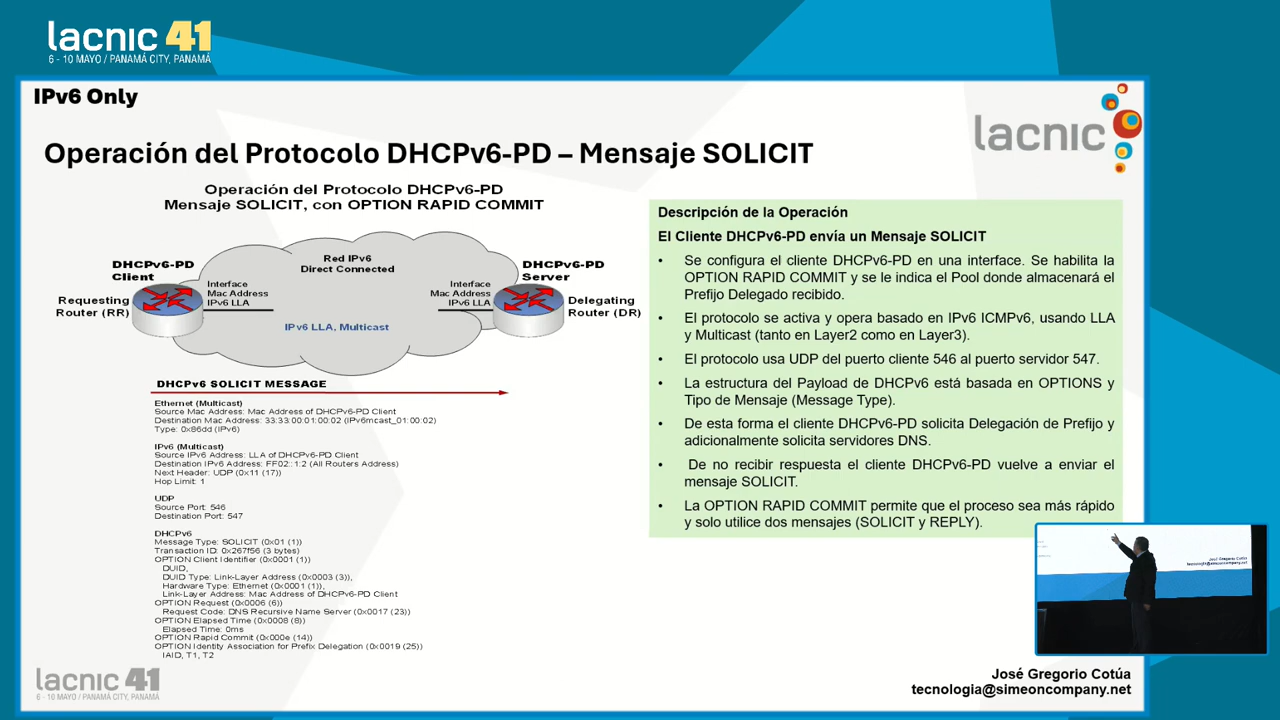 lacnic 41
6 - 10 MAYO / PANAMÁ CITY, PANAMÁ
IPv6 Only
lacnic
Operación del Protocolo DHCPv6-PD – Mensaje SOLICIT
Operación del Protocolo DHCPv6-PD
Mensaje SOLICIT, con OPTION RAPID COMMIT
Red IPv6
Direct Connected
DHCPv6-PD
Client
DHCPv6-PD
Server
Interface
Mac Address
IPv6 LLA
Interface
Mac Address
IPv6 LLA
Requesting
Router (RR)
Delegating
Router (DR)
IPv6 LLA, Multicast
DHCPv6 SOLICIT MESSAGE
Ethernet (Multicast)
Source Mac Address: Mac Address of DHCPv6-PD Client
Destination Mac Address: 33:33:00:01:00:02 (IPv6mcast_01:00:02)
Type: 0x86dd (IPv6)
IPv6 (Multicast)
Source IPv6 Address: LLA of DHCPv6-PD Client
Destination IPv6 Address: FF02::1:2 (All Routers Address)
Next Header: UDP (0x11 (17))
Hop Limit: 1
UDP
Source Port: 546
Destination Port: 547
DHCPv6
Message Type: SOLICIT (0x01 (1))
Transaction ID: 0x267f56 (3 bytes)
OPTION Client Identifier (0x0001 (1))
DUID,
DUID Type: Link-Layer Address (0x0003 (3)),
Hardware Type: Ethernet (0x0001 (1)),
Link-Layer Address: Mac Address of DHCPv6-PD Client
OPTION Request (0x0006 (6))
Request Code: DNS Recursive Name Server (0x0017 (23))
OPTION Elapsed Time (0x0008 (8))
Elapsed Time: 0ms
OPTION Rapid Commit (0x000e (14))
OPTION Identity Association for Prefix Delegation (0x0019 (25))
IAID, T1, T2
Descripción de la Operación
El Cliente DHCPv6-PD envía un Mensaje SOLICIT
• Se configura el cliente DHCPv6-PD en una interface. Se habilita la
OPTION RAPID COMMIT y se le indica el Pool donde almacenará el
Prefijo Delegado recibido.
• El protocolo se activa y opera basado en IPv6 ICMPv6, usando LLA
y Multicast (tanto en Layer2 como en Layer3).
• El protocolo usa UDP del puerto cliente 546 al puerto servidor 547.
• La estructura del Payload de DHCPv6 está basada en OPTIONS y
Tipo de Mensaje (Message Type).
• De esta forma el cliente DHCPv6-PD solicita Delegación de Prefijo y
adicionalmente solicita servidores DNS.
• De no recibir respuesta el cliente DHCPv6-PD vuelve a enviar el
mensaje SOLICIT.
• La OPTION RAPID COMMIT permite que el proceso sea más rápido
y solo utilice dos mensajes (SOLICIT y REPLY).
José Gregorio Cotúa
tecnologia@simeoncompany.net
lacnic 41
6 - 10 MAYO / PANAMÁ CITY, PANAMÁ
José Gregorio Cotúa
tecnologia@simeoncompany.net